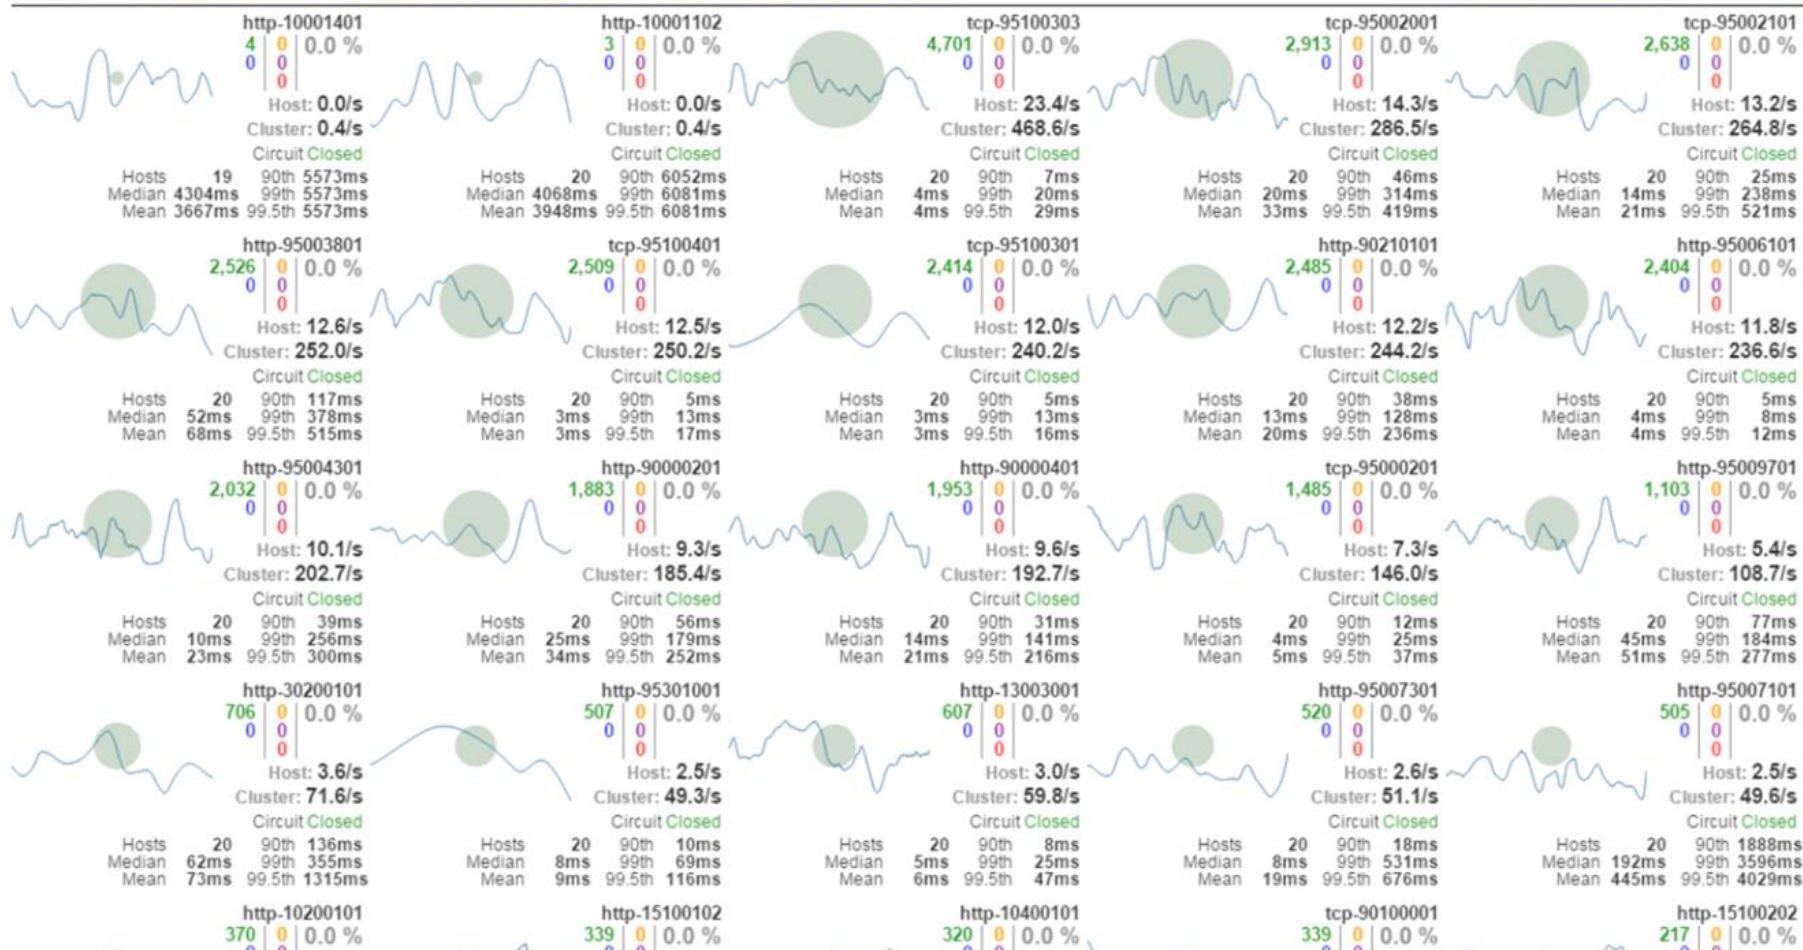 http-10001401
4 0 0.0 %
0 0
0
Host: 0.0/s
Cluster: 0.4/s
Circuit Closed
Hosts 19 90th 5573ms
Median 4304ms 99th 5573ms
Mean 3667ms 99.5th 5573ms
http-10001102
3 0 0.0 %
0 0
0
Host: 0.0/s
Cluster: 0.4/s
Circuit Closed
Hosts 20 90th 6052ms
Median 4068ms 99th 6081ms
Mean 3948ms 99.5th 6081ms
tcp-95100303
4,701 0 0.0 %
0 0
0
Host: 23.4/s
Cluster: 468.6/s
Circuit Closed
Hosts 20 90th 7ms
Median 4ms 99th 20ms
Mean 4ms 99.5th 29ms
tcp-95002001
2,913 0 0.0 %
0 0
0
Host: 14.3/s
Cluster: 286.5/s
Circuit Closed
Hosts 20 90th 46ms
Median 20ms 99th 314ms
Mean 33ms 99.5th 419ms
tcp-95002101
2,638 0 0.0 %
0 0
0
Host: 13.2/s
Cluster: 264.8/s
Circuit Closed
Hosts 20 90th 25ms
Median 14ms 99th 238ms
Mean 21ms 99.5th 521ms
http-95003801
2,526 0 0.0 %
0 0
0
Host: 12.6/s
Cluster: 252.0/s
Circuit Closed
Hosts 20 90th 117ms
Median 52ms 99th 378ms
Mean 68ms 99.5th 515ms
tcp-95100401
2,509 0 0.0 %
0 0
0
Host: 12.5/s
Cluster: 250.2/s
Circuit Closed
Hosts 20 90th 5ms
Median 3ms 99th 13ms
Mean 3ms 99.5th 17ms
tcp-95100301
2,414 0 0.0 %
0 0
0
Host: 12.0/s
Cluster: 240.2/s
Circuit Closed
Hosts 20 90th 5ms
Median 3ms 99th 13ms
Mean 3ms 99.5th 16ms
http-90210101
2,485 0 0.0 %
0 0
0
Host: 12.2/s
Cluster: 244.2/s
Circuit Closed
Hosts 20 90th 38ms
Median 13ms 99th 128ms
Mean 20ms 99.5th 236ms
http-95006101
2,404 0 0.0 %
0 0
0
Host: 11.8/s
Cluster: 236.6/s
Circuit Closed
Hosts 20 90th 5ms
Median 4ms 99th 8ms
Mean 4ms 99.5th 12ms
http-95004301
2,032 0 0.0 %
0 0
0
Host: 10.1/s
Cluster: 202.7/s
Circuit Closed
Hosts 20 90th 39ms
Median 10ms 99th 256ms
Mean 23ms 99.5th 300ms
http-90000201
1,883 0 0.0 %
0 0
0
Host: 9.3/s
Cluster: 185.4/s
Circuit Closed
Hosts 20 90th 56ms
Median 25ms 99th 179ms
Mean 34ms 99.5th 252ms
http-90000401
1,953 0 0.0 %
0 0
0
Host: 9.6/s
Cluster: 192.7/s
Circuit Closed
Hosts 20 90th 31ms
Median 14ms 99th 141ms
Mean 21ms 99.5th 216ms
tcp-95000201
1,485 0 0.0 %
0 0
0
Host: 7.3/s
Cluster: 146.0/s
Circuit Closed
Hosts 20 90th 12ms
Median 4ms 99th 25ms
Mean 5ms 99.5th 37ms
http-95009701
1,103 0 0.0 %
0 0
0
Host: 5.4/s
Cluster: 108.7/s
Circuit Closed
Hosts 20 90th 77ms
Median 45ms 99th 184ms
Mean 51ms 99.5th 277ms
http-30200101
706 0 0.0 %
0 0
0
Host: 3.6/s
Cluster: 71.6/s
Circuit Closed
Hosts 20 90th 136ms
Median 62ms 99th 355ms
Mean 73ms 99.5th 1315ms
http-95301001
507 0 0.0 %
0 0
0
Host: 2.5/s
Cluster: 49.3/s
Circuit Closed
Hosts 20 90th 10ms
Median 8ms 99th 69ms
Mean 9ms 99.5th 116ms
http-13003001
607 0 0.0 %
0 0
0
Host: 3.0/s
Cluster: 59.8/s
Circuit Closed
Hosts 20 90th 8ms
Median 5ms 99th 25ms
Mean 6ms 99.5th 47ms
http-95007301
520 0 0.0 %
0 0
0
Host: 2.6/s
Cluster: 51.1/s
Circuit Closed
Hosts 20 90th 18ms
Median 8ms 99th 531ms
Mean 19ms 99.5th 676ms
http-95007101
505 0 0.0 %
0 0
0
Host: 2.5/s
Cluster: 49.6/s
Circuit Closed
Hosts 20 90th 1888ms
Median 192ms 99th 3596ms
Mean 445ms 99.5th 4029ms
http-10200101
370 0 0.0 %
0 0
http-15100102
339 0 0.0 %
0 0
http-10400101
320 0 0.0 %
0 0
tcp-90100001
339 0 0.0 %
0 0
http-15100202
217 0 0.0 %
0 0